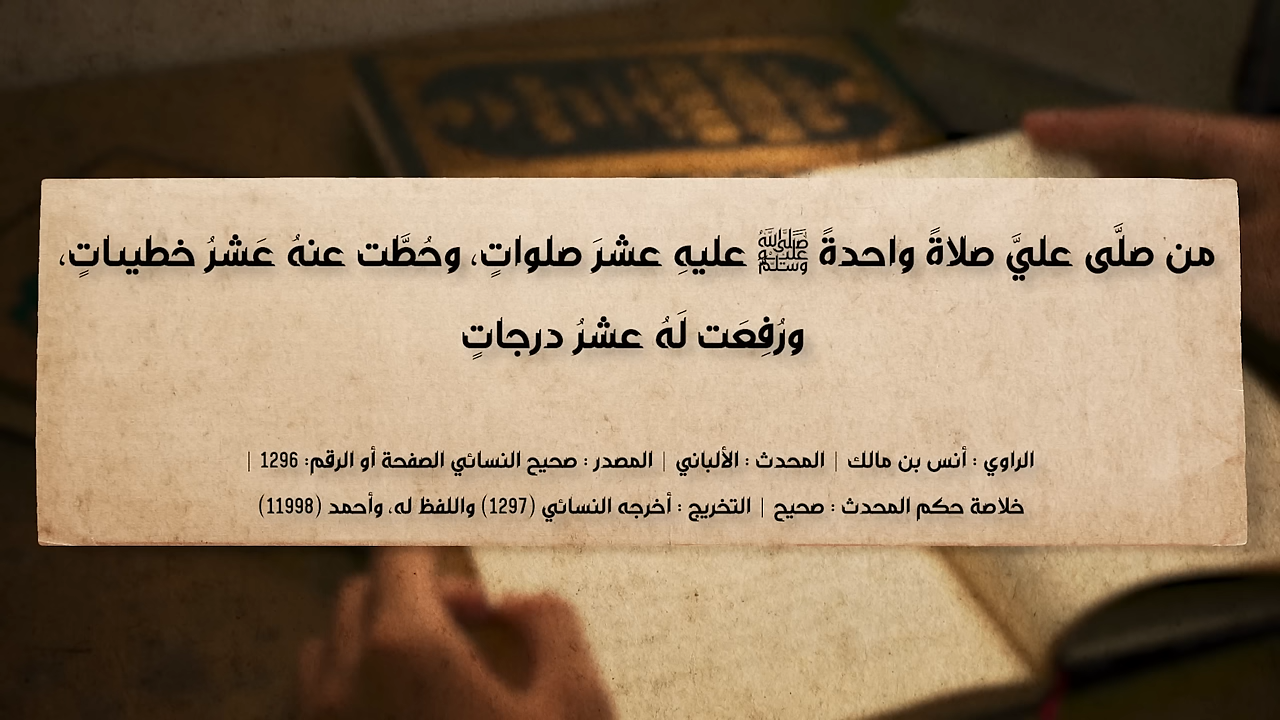 من صلَّى عليَّ صلاةً واحدةً ﷺ عليهِ عشرَ صلواتٍ، وحُطَّت عنهُ عَشرُ خطيياتٍ،
ورُفِعَت لَهُ عشرُ درجاتٍ
الراوي : أنس بن مالك | المحدث : الألباني | المصدر : صحيح النسائي الصفحة أو الرقم: 1296 |
خلاصة حكم المحدث : صحيح | التخريج : أخرجه النسائي (1297) واللفظ له، وأحمد (11998)